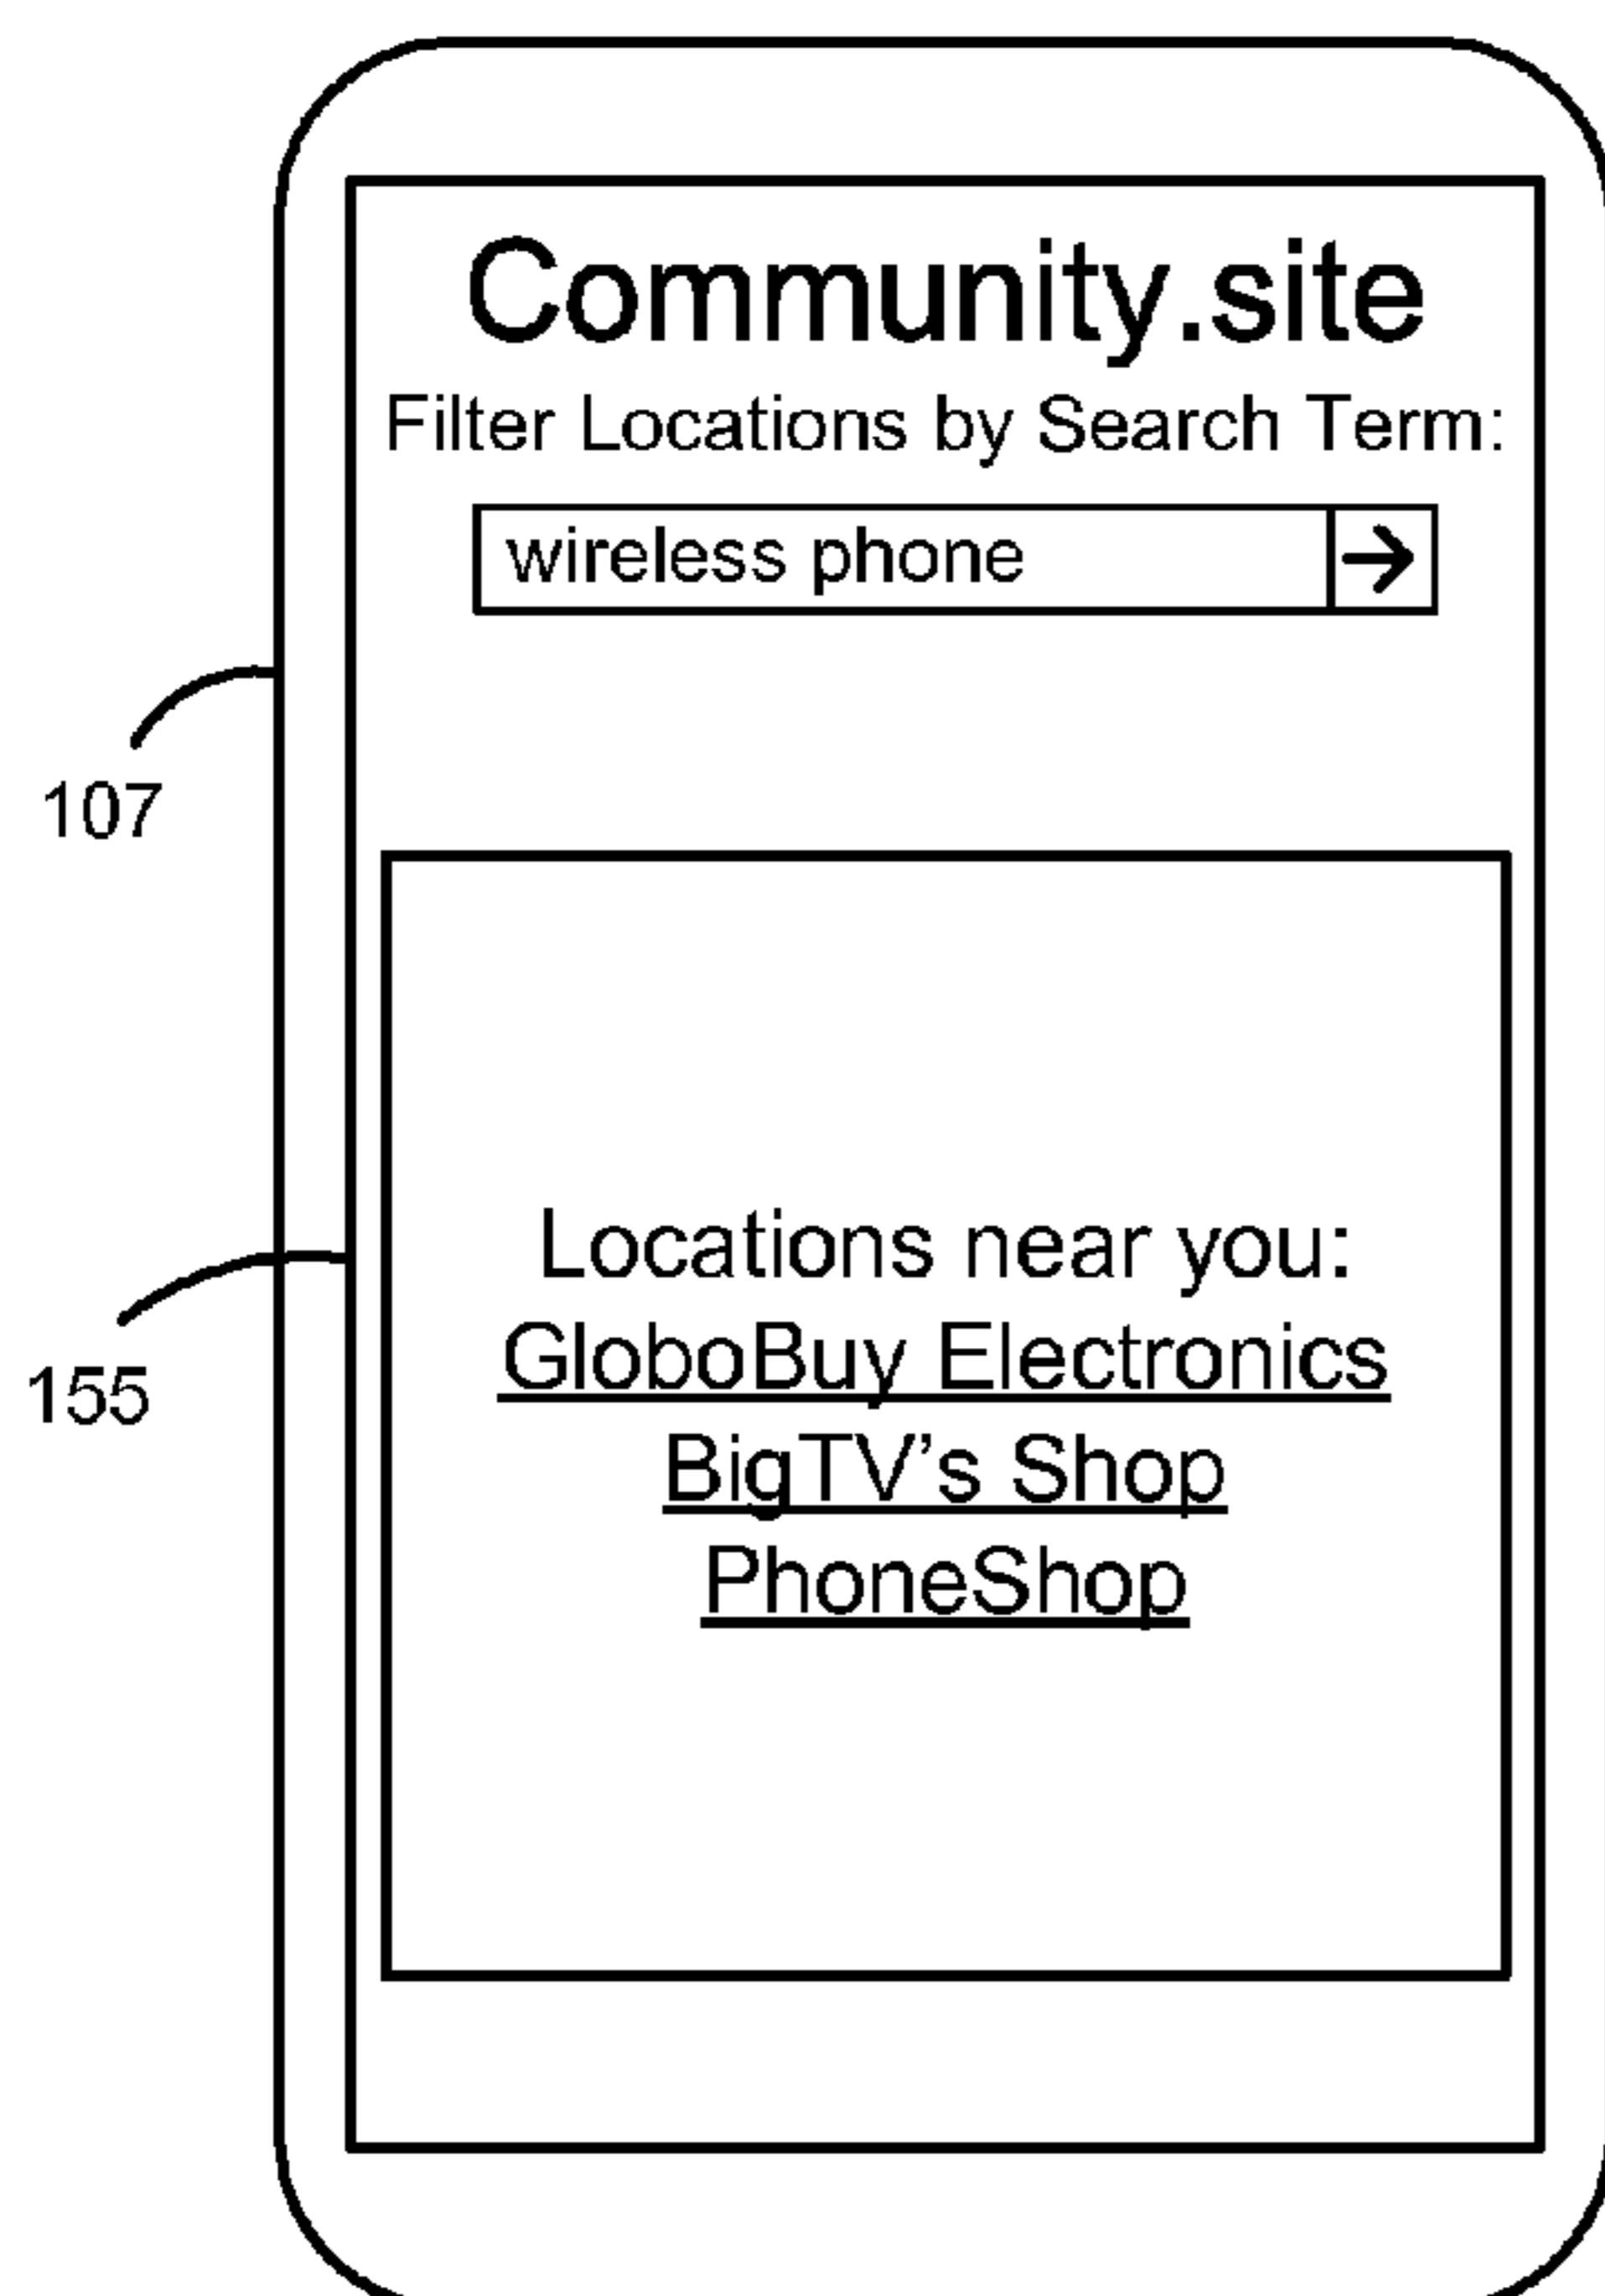 Community.site
Filter Locations by Search Term:
wireless phone →
107
Locations near you:
GloboBuy Electronics
155
BigTV’s Shop
PhoneShop